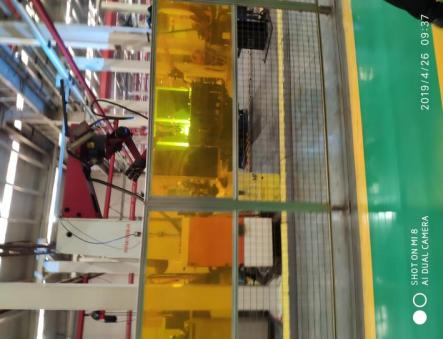 2019/4/26 09:37
SHOT ON MI 8
AI DUAL CAMERA